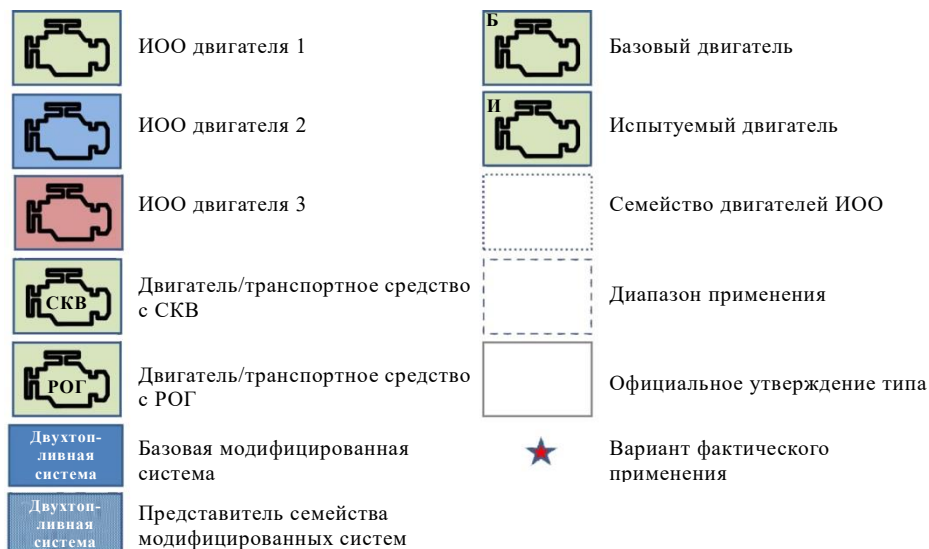 ИОО двигателя 1
Б
Базовый двигатель
ИОО двигателя 2
И
Испытуемый двигатель
ИОО двигателя 3
Семейство двигателей ИОО
СКВ
Двигатель/транспортное средство
с СКВ
Диапазон применения
РОГ
Двигатель/транспортное средство
с РОГ
Официальное утверждение типа
Двухтоп-
ливная
система
Базовая модифицированная
система
Вариант фактического
применения
Двухтоп-
ливная
система
Представитель семейства
модифицированных систем